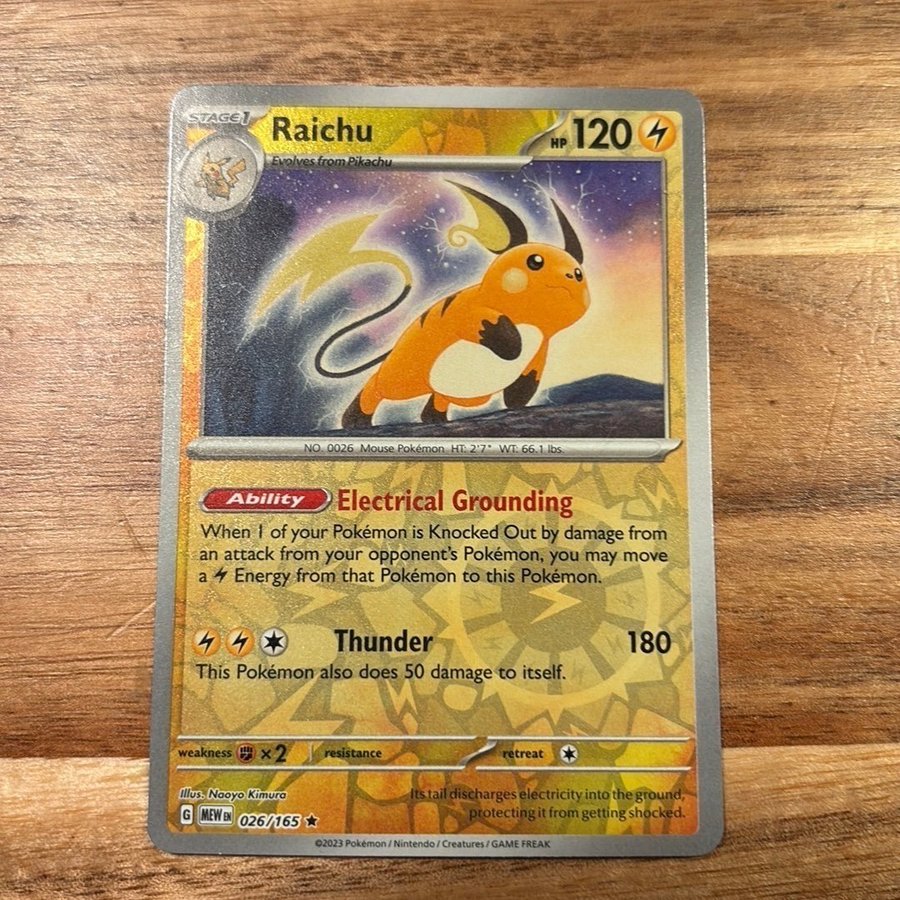 STAGE1
Raichu
HP 120
Evolves from Pikachu
NO. 0026 Mouse Pokémon HT: 2'7" WT: 66.1 lbs.
Ability Electrical Grounding
When 1 of your Pokémon is Knocked Out by damage from
an attack from your opponent's Pokémon, you may move
a Energy from that Pokémon to this Pokémon.
Thunder 180
This Pokémon also does 50 damage to itself.
weakness ×2 resistance retreat
Illus. Naoyo Kimura
Its tail discharges electricity into the ground,
protecting it from getting shocked.
G MEW EN 026/165 ★
©2023 Pokémon / Nintendo / Creatures / GAME FREAK